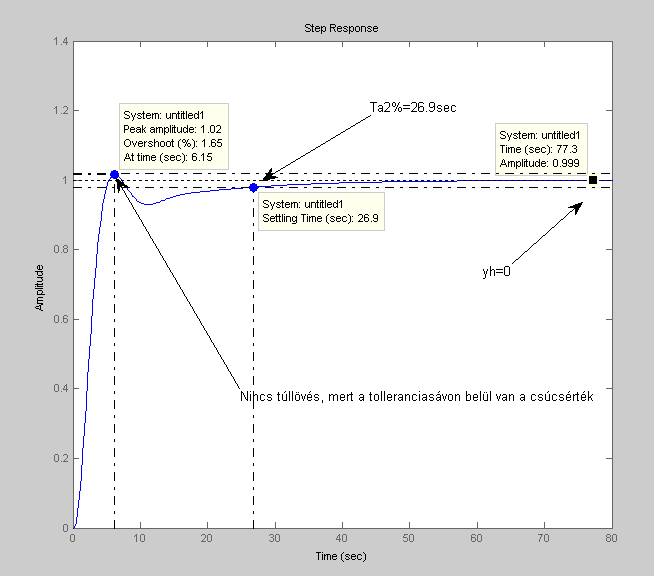 Step Response
1.4
1.2
1
0.8
0.6
0.4
0.2
0
System: untitled1
Peak amplitude: 1.02
Overshoot (%): 1.65
At time (sec): 6.15
Ta2%=26.9sec
System: untitled1
Time (sec): 77.3
Amplitude: 0.999
System: untitled1
Settling Time (sec): 26.9
yh=0
Nincs túllövés, mert a tolleranciasávon belül van a csúcsérték
Amplitude
0 10 20 30 40 50 60 70 80
Time (sec)